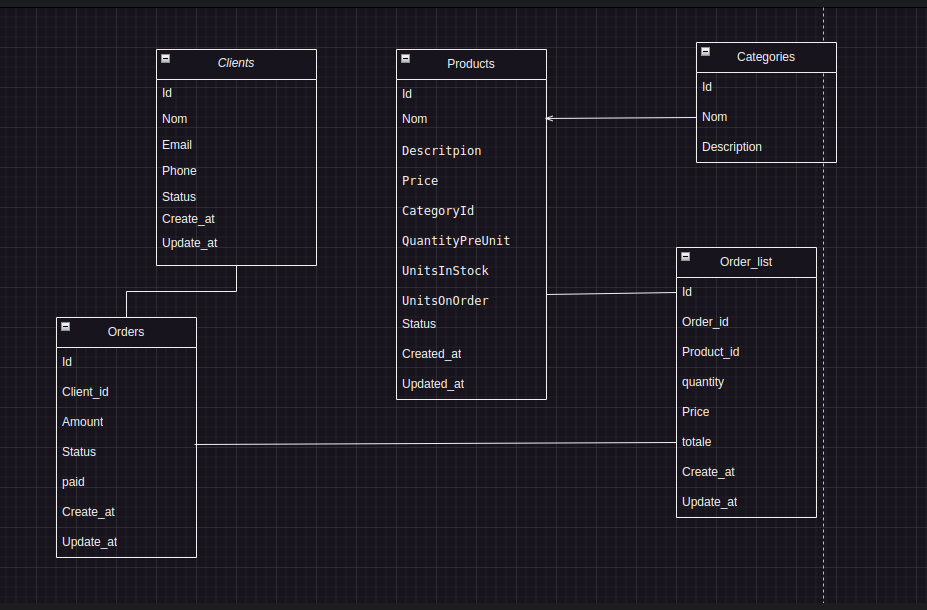 Clients
Id
Nom
Email
Phone
Status
Create_at
Update_at
Products
Id
Nom
Descritpion
Price
CategoryId
QuantityPreUnit
UnitsInStock
UnitsOnOrder
Status
Created_at
Updated_at
Categories
Id
Nom
Description
Orders
Id
Client_id
Amount
Status
paid
Create_at
Update_at
Order_list
Id
Order_id
Product_id
quantity
Price
totale
Create_at
Update_at